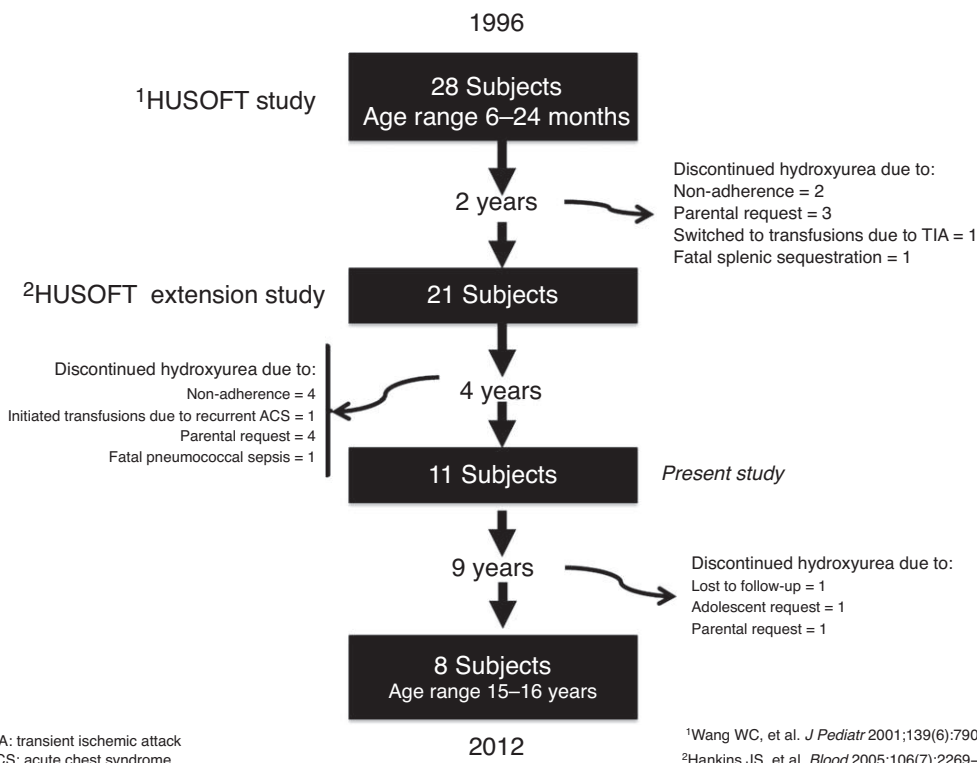 1996
¹HUSOFT study
28 Subjects
Age range 6–24 months
2 years
Discontinued hydroxyurea due to:
Non-adherence = 2
Parental request = 3
Switched to transfusions due to TIA = 1
Fatal splenic sequestration = 1
²HUSOFT extension study
21 Subjects
Discontinued hydroxyurea due to:
Non-adherence = 4
Initiated transfusions due to recurrent ACS = 1
Parental request = 4
Fatal pneumococcal sepsis = 1
4 years
11 Subjects
Present study
9 years
Discontinued hydroxyurea due to:
Lost to follow-up = 1
Adolescent request = 1
Parental request = 1
8 Subjects
Age range 15–16 years
2012
A: transient ischemic attack
CS: acute chest syndrome
¹Wang WC, et al. J Pediatr 2001;139(6):790
²Hankins JS, et al. Blood 2005;106(7):2269–